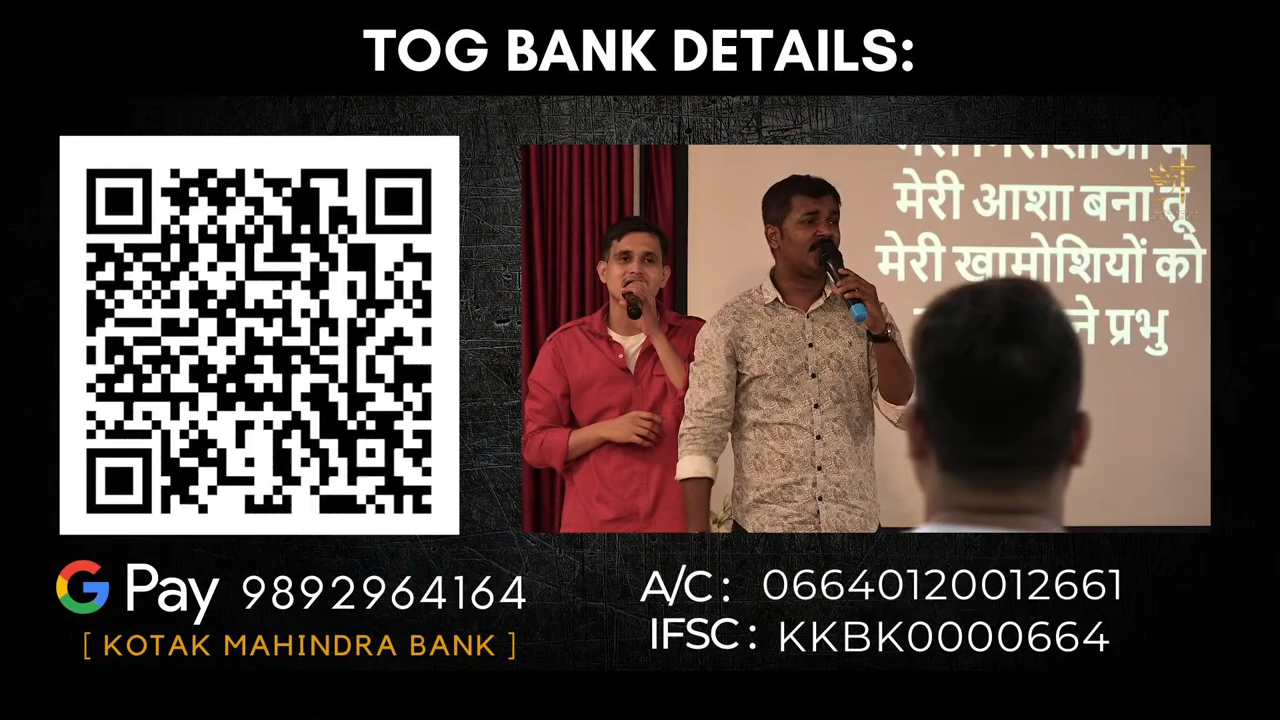 TOG BANK DETAILS:
मेरी आशा बना तू
मेरी खामोशियों को
प्रभु
G Pay 9892964164
[ KOTAK MAHINDRA BANK ]
A/C : 06640120012661
IFSC : KKBK0000664